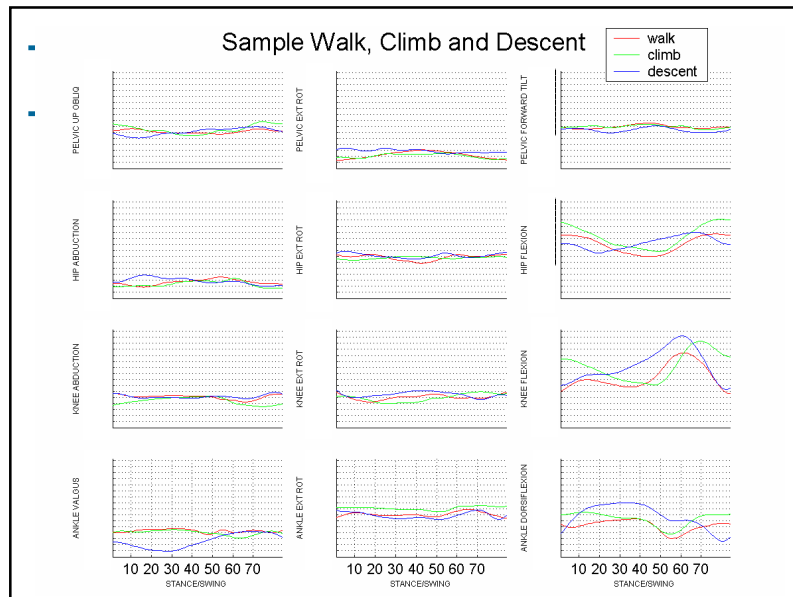 Sample Walk, Climb and Descent
walk
climb
descent
PELVIC UP OBLIQ
PELVIC EXT ROT
PELVIC FORWARD TILT
HIP ABDUCTION
HIP EXT ROT
HIP FLEXION
KNEE ABDUCTION
KNEE EXT ROT
KNEE FLEXION
ANKLE VALGUS
ANKLE EXT ROT
ANKLE DORSIFLEXION
10 20 30 40 50 60 70
10 20 30 40 50 60 70
10 20 30 40 50 60 70
STANCE/SWING
STANCE/SWING
STANCE/SWING